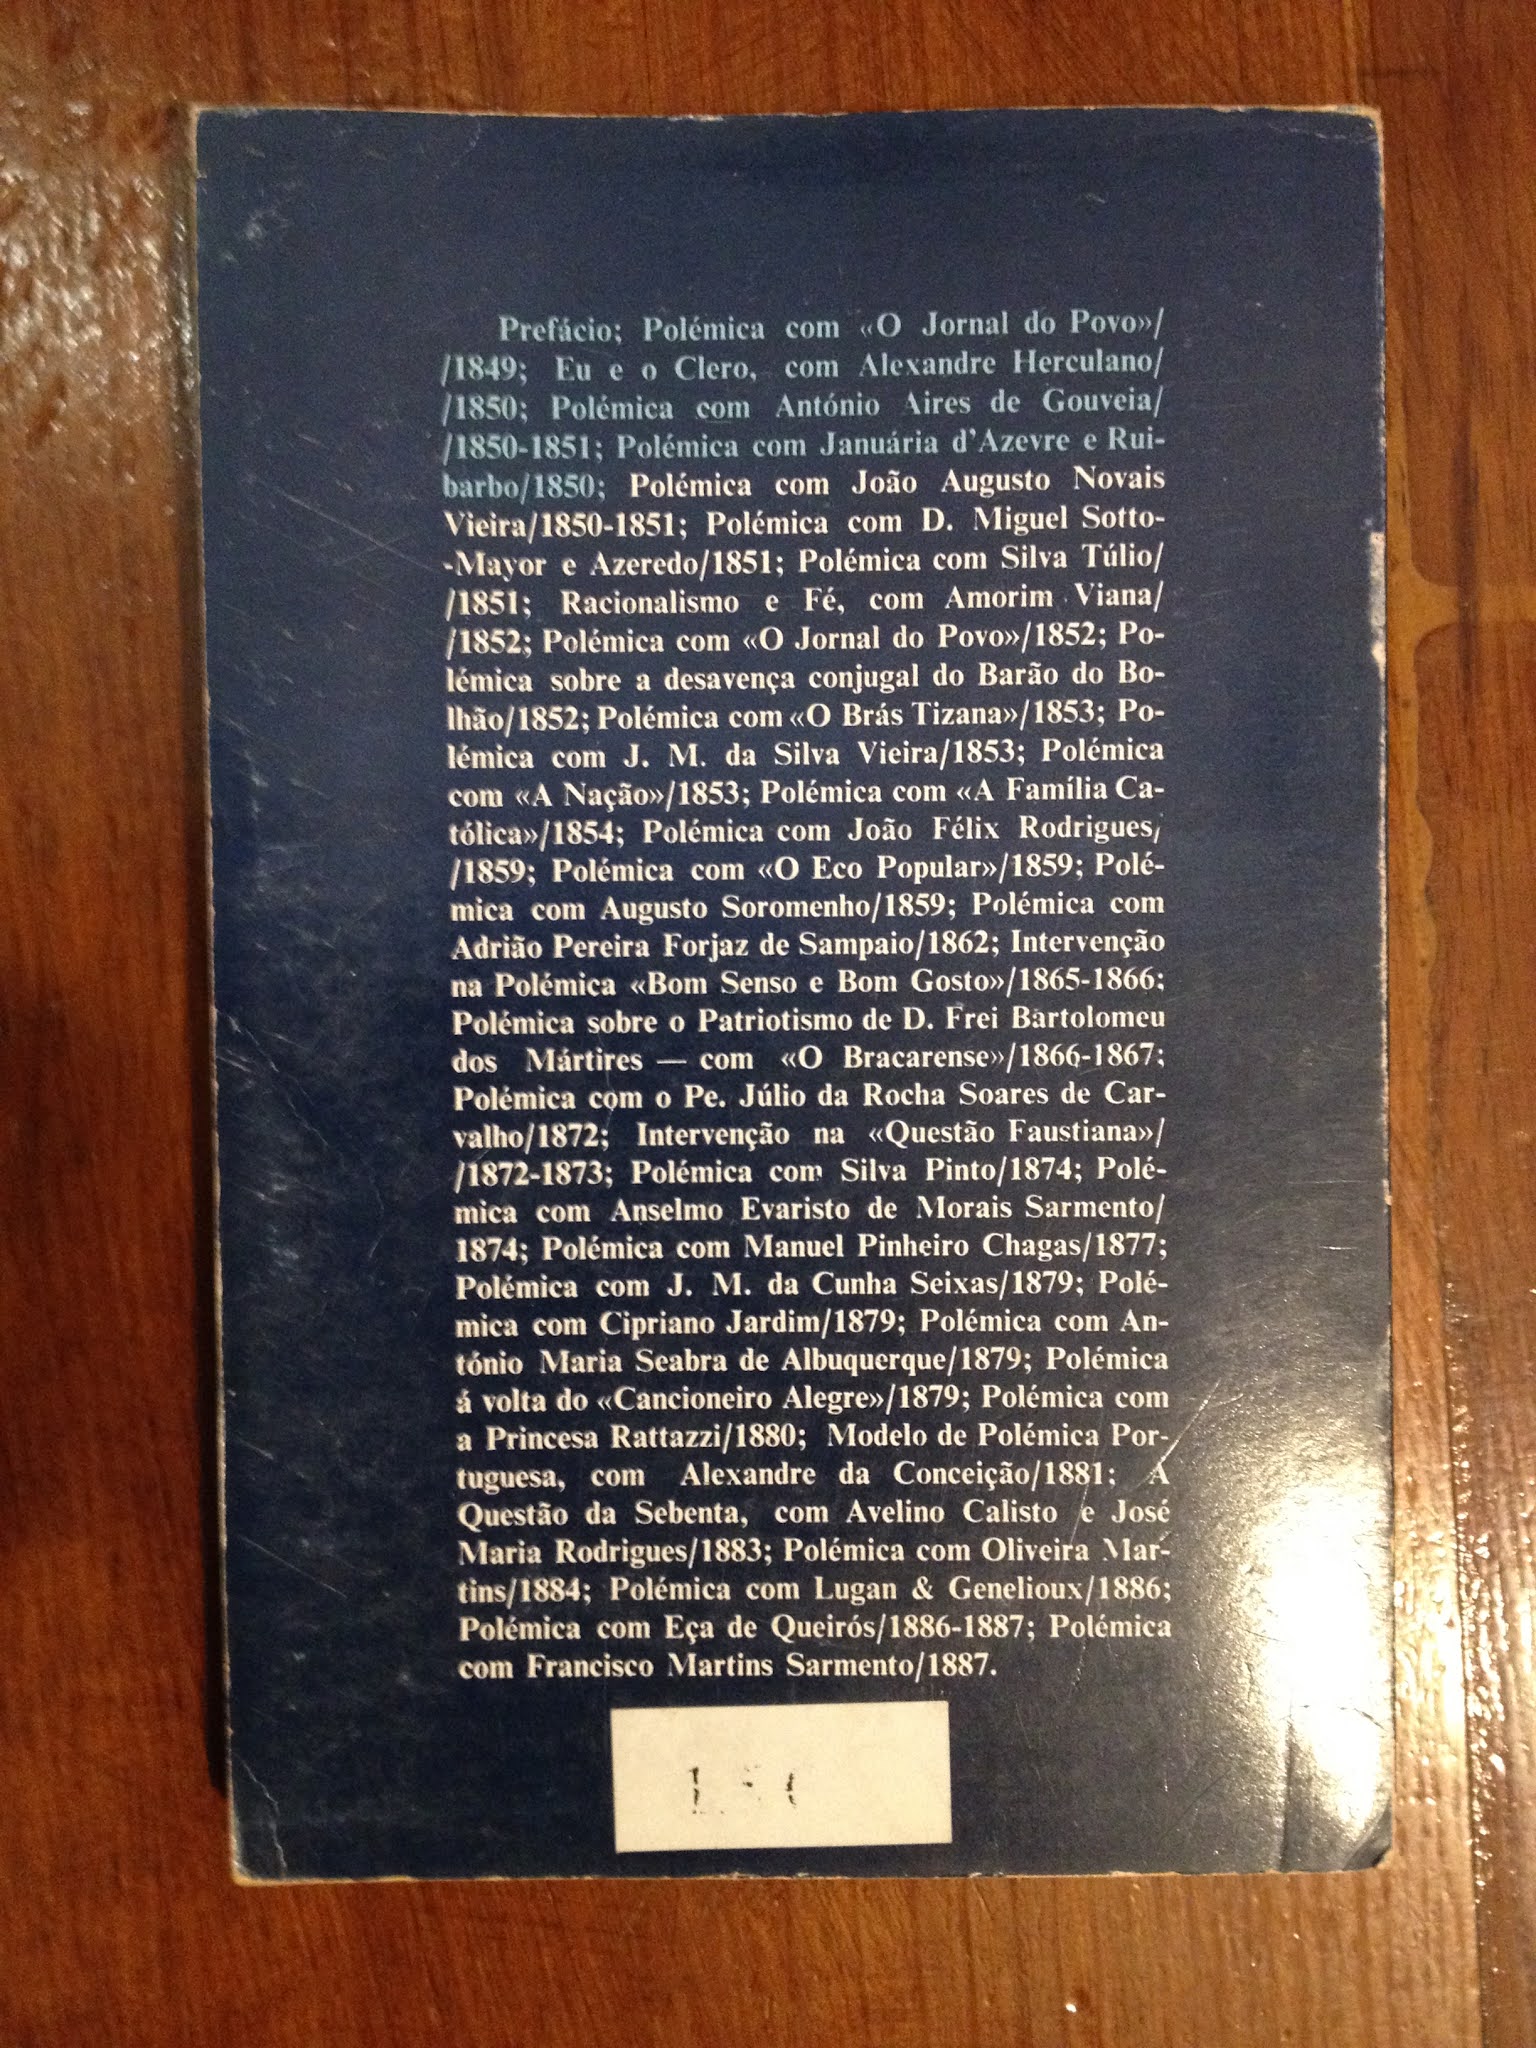 Prefácio; Polémica com «O Jornal do Povo»/
/1849; Eu e o Clero, com Alexandre Herculano/
/1850; Polémica com António Aires de Gouveia/
/1850-1851; Polémica com Januária d'Azevre e Rui-
barbo/1850; Polémica com João Augusto Novais
Vieira/1850-1851; Polémica com D. Miguel Sotto-
-Mayor e Azeredo/1851; Polémica com Silva Túlio/
/1851; Racionalismo e Fé, com Amorim Viana/
/1852; Polémica com «O Jornal do Povo»/1852; Po-
lémica sobre a desavença conjugal do Barão do Bo-
lhão/1852; Polémica com «O Brás Tizana»/1853; Po-
lémica com J. M. da Silva Vieira/1853; Polémica
com «A Nação»/1853; Polémica com «A Família Ca-
tólica»/1854; Polémica com João Félix Rodrigues/
/1859; Polémica com «O Eco Popular»/1859; Polé-
mica com Augusto Soromenho/1859; Polémica com
Adrião Pereira Forjaz de Sampaio/1862; Intervenção
na Polémica «Bom Senso e Bom Gosto»/1865-1866;
Polémica sobre o Patriotismo de D. Frei Bartolomeu
dos Mártires — com «O Bracarense»/1866-1867;
Polémica com o Pe. Júlio da Rocha Soares de Car-
valho/1872; Intervenção na «Questão Faustiana»/
/1872-1873; Polémica com Silva Pinto/1874; Polé-
mica com Anselmo Evaristo de Morais Sarmento/
1874; Polémica com Manuel Pinheiro Chagas/1877;
Polémica com J. M. da Cunha Seixas/1879; Polé-
mica com Cipriano Jardim/1879; Polémica com An-
tónio Maria Seabra de Albuquerque/1879; Polémica
á volta do «Cancioneiro Alegre»/1879; Polémica com
a Princesa Rattazzi/1880; Modelo de Polémica Por-
tuguesa, com Alexandre da Conceição/1881; A
Questão da Sebenta, com Avelino Calisto e José
Maria Rodrigues/1883; Polémica com Oliveira Mar-
tins/1884; Polémica com Lugan & Genelioux/1886;
Polémica com Eça de Queirós/1886-1887; Polémica
com Francisco Martins Sarmento/1887.